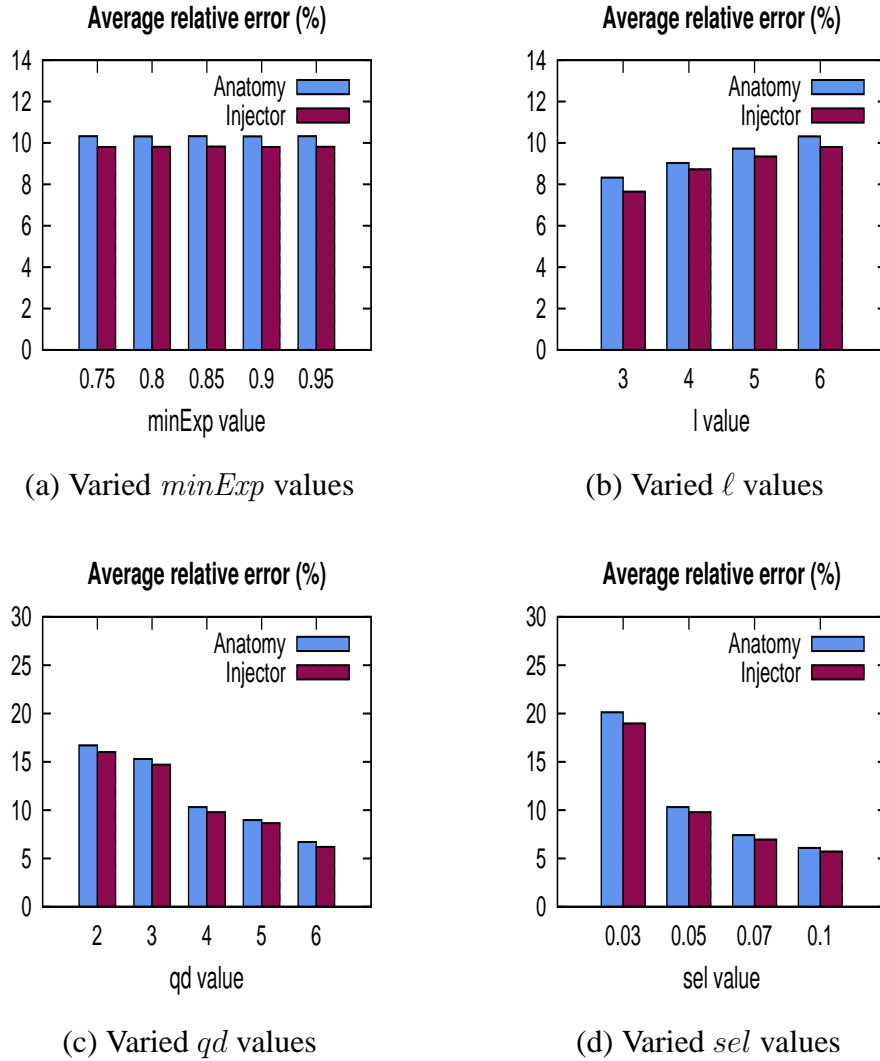 Average relative error (%)
14
12
10
8
6
4
2
0
Anatomy
Injector
0.75 0.8 0.85 0.9 0.95
minExp value
(a) Varied minExp values
Average relative error (%)
14
12
10
8
6
4
2
0
Anatomy
Injector
3 4 5 6
l value
(b) Varied ℓ values
Average relative error (%)
30
25
20
15
10
5
0
Anatomy
Injector
2 3 4 5 6
qd value
(c) Varied qd values
Average relative error (%)
30
25
20
15
10
5
0
Anatomy
Injector
0.03 0.05 0.07 0.1
sel value
(d) Varied sel values